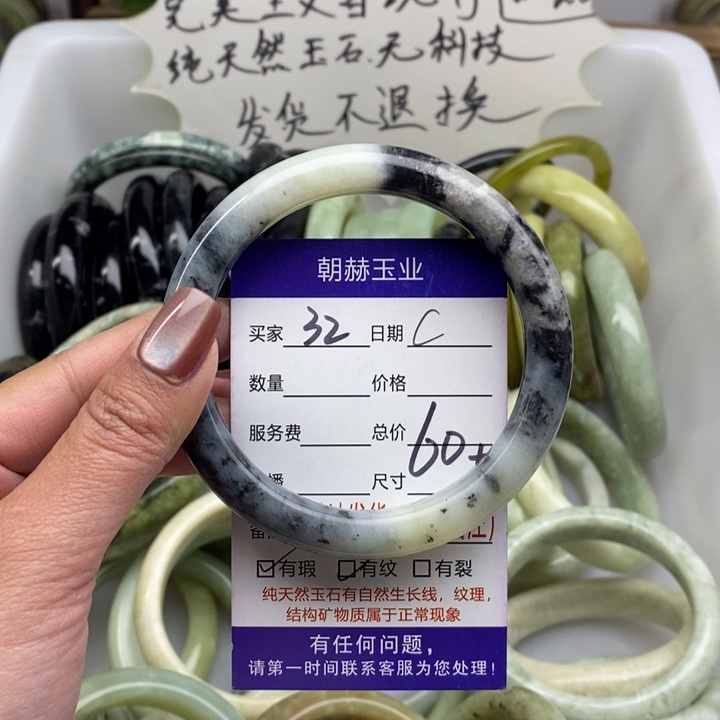 纯天然玉石.无科技
发货不退换
朝赫玉业
买家 32 日期 C
数量 价格
服务费 总价 60+
播 尺寸
☑有瑕 ☑有纹 ☐有裂
纯天然玉石有自然生长线，纹理，
结构矿物质属于正常现象
有任何问题，
请第一时间联系客服为您处理！